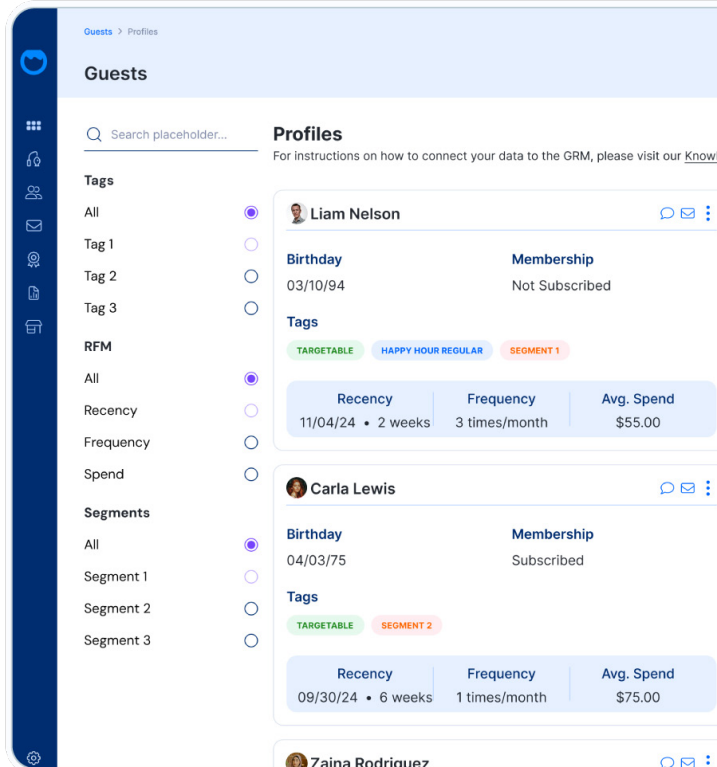 Guests > Profiles
Guests
Search placeholder...
Tags
All
Tag 1
Tag 2
Tag 3
RFM
All
Recency
Frequency
Spend
Segments
All
Segment 1
Segment 2
Segment 3
Profiles
For instructions on how to connect your data to the GRM, please visit our Knowl
Liam Nelson
Birthday Membership
03/10/94 Not Subscribed
Tags
TARGETABLE HAPPY HOUR REGULAR SEGMENT 1
Recency Frequency Avg. Spend
11/04/24 • 2 weeks 3 times/month $55.00
Carla Lewis
Birthday Membership
04/03/75 Subscribed
Tags
TARGETABLE SEGMENT 2
Recency Frequency Avg. Spend
09/30/24 • 6 weeks 1 times/month $75.00
Zaina Rodriguez